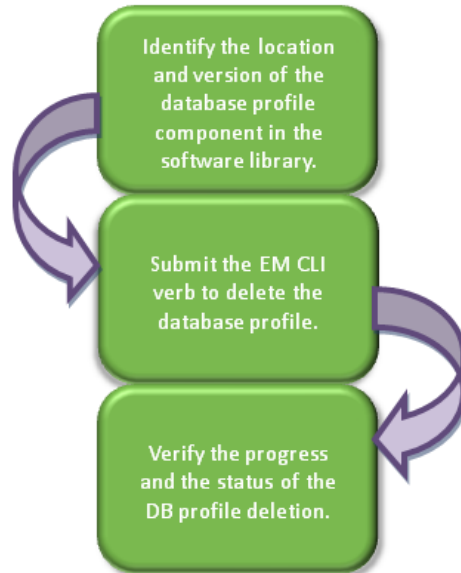 Identify the location
and version of the
database profile
component in the
software library.
Submit the EM CLI
verb to delete the
database profile.
Verify the progress
and the status of the
DB profile deletion.